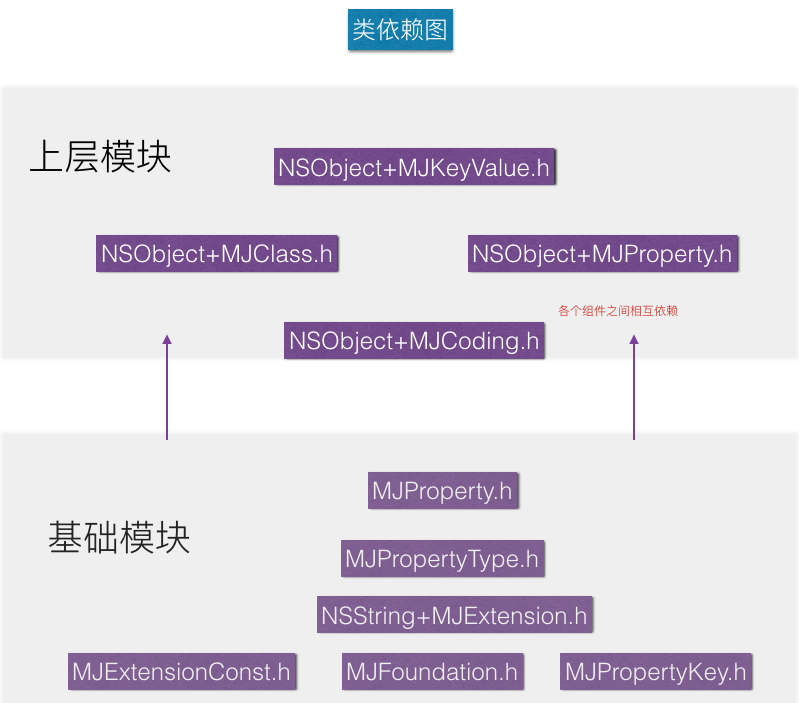 类依赖图
上层模块
NSObject+MJKeyValue.h
NSObject+MJClass.h
NSObject+MJProperty.h
各个组件之间相互依赖
NSObject+MJCoding.h
MJProperty.h
基础模块
MJPropertyType.h
NSString+MJExtension.h
MJExtensionConst.h
MJFoundation.h
MJPropertyKey.h